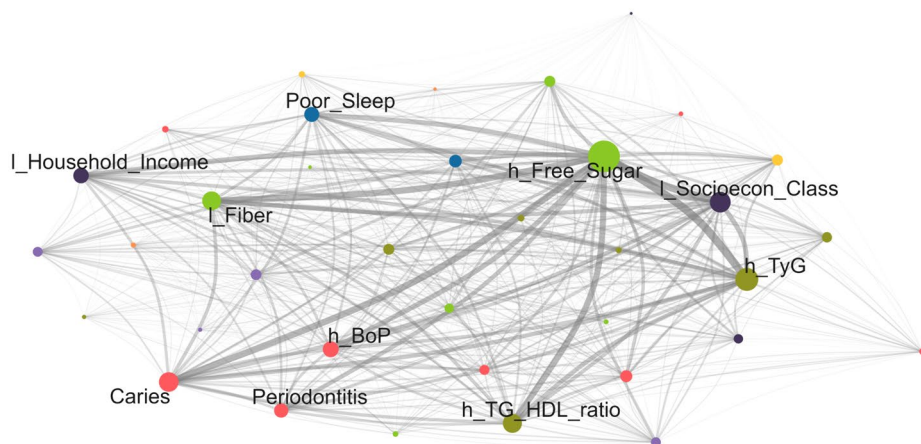 Poor_Sleep
l_Household_Income
h_Free_Sugar
l_Socioecon_Class
l_Fiber
h_TyG
h_BoP
Caries
Periodontitis
h_TG_HDL_ratio